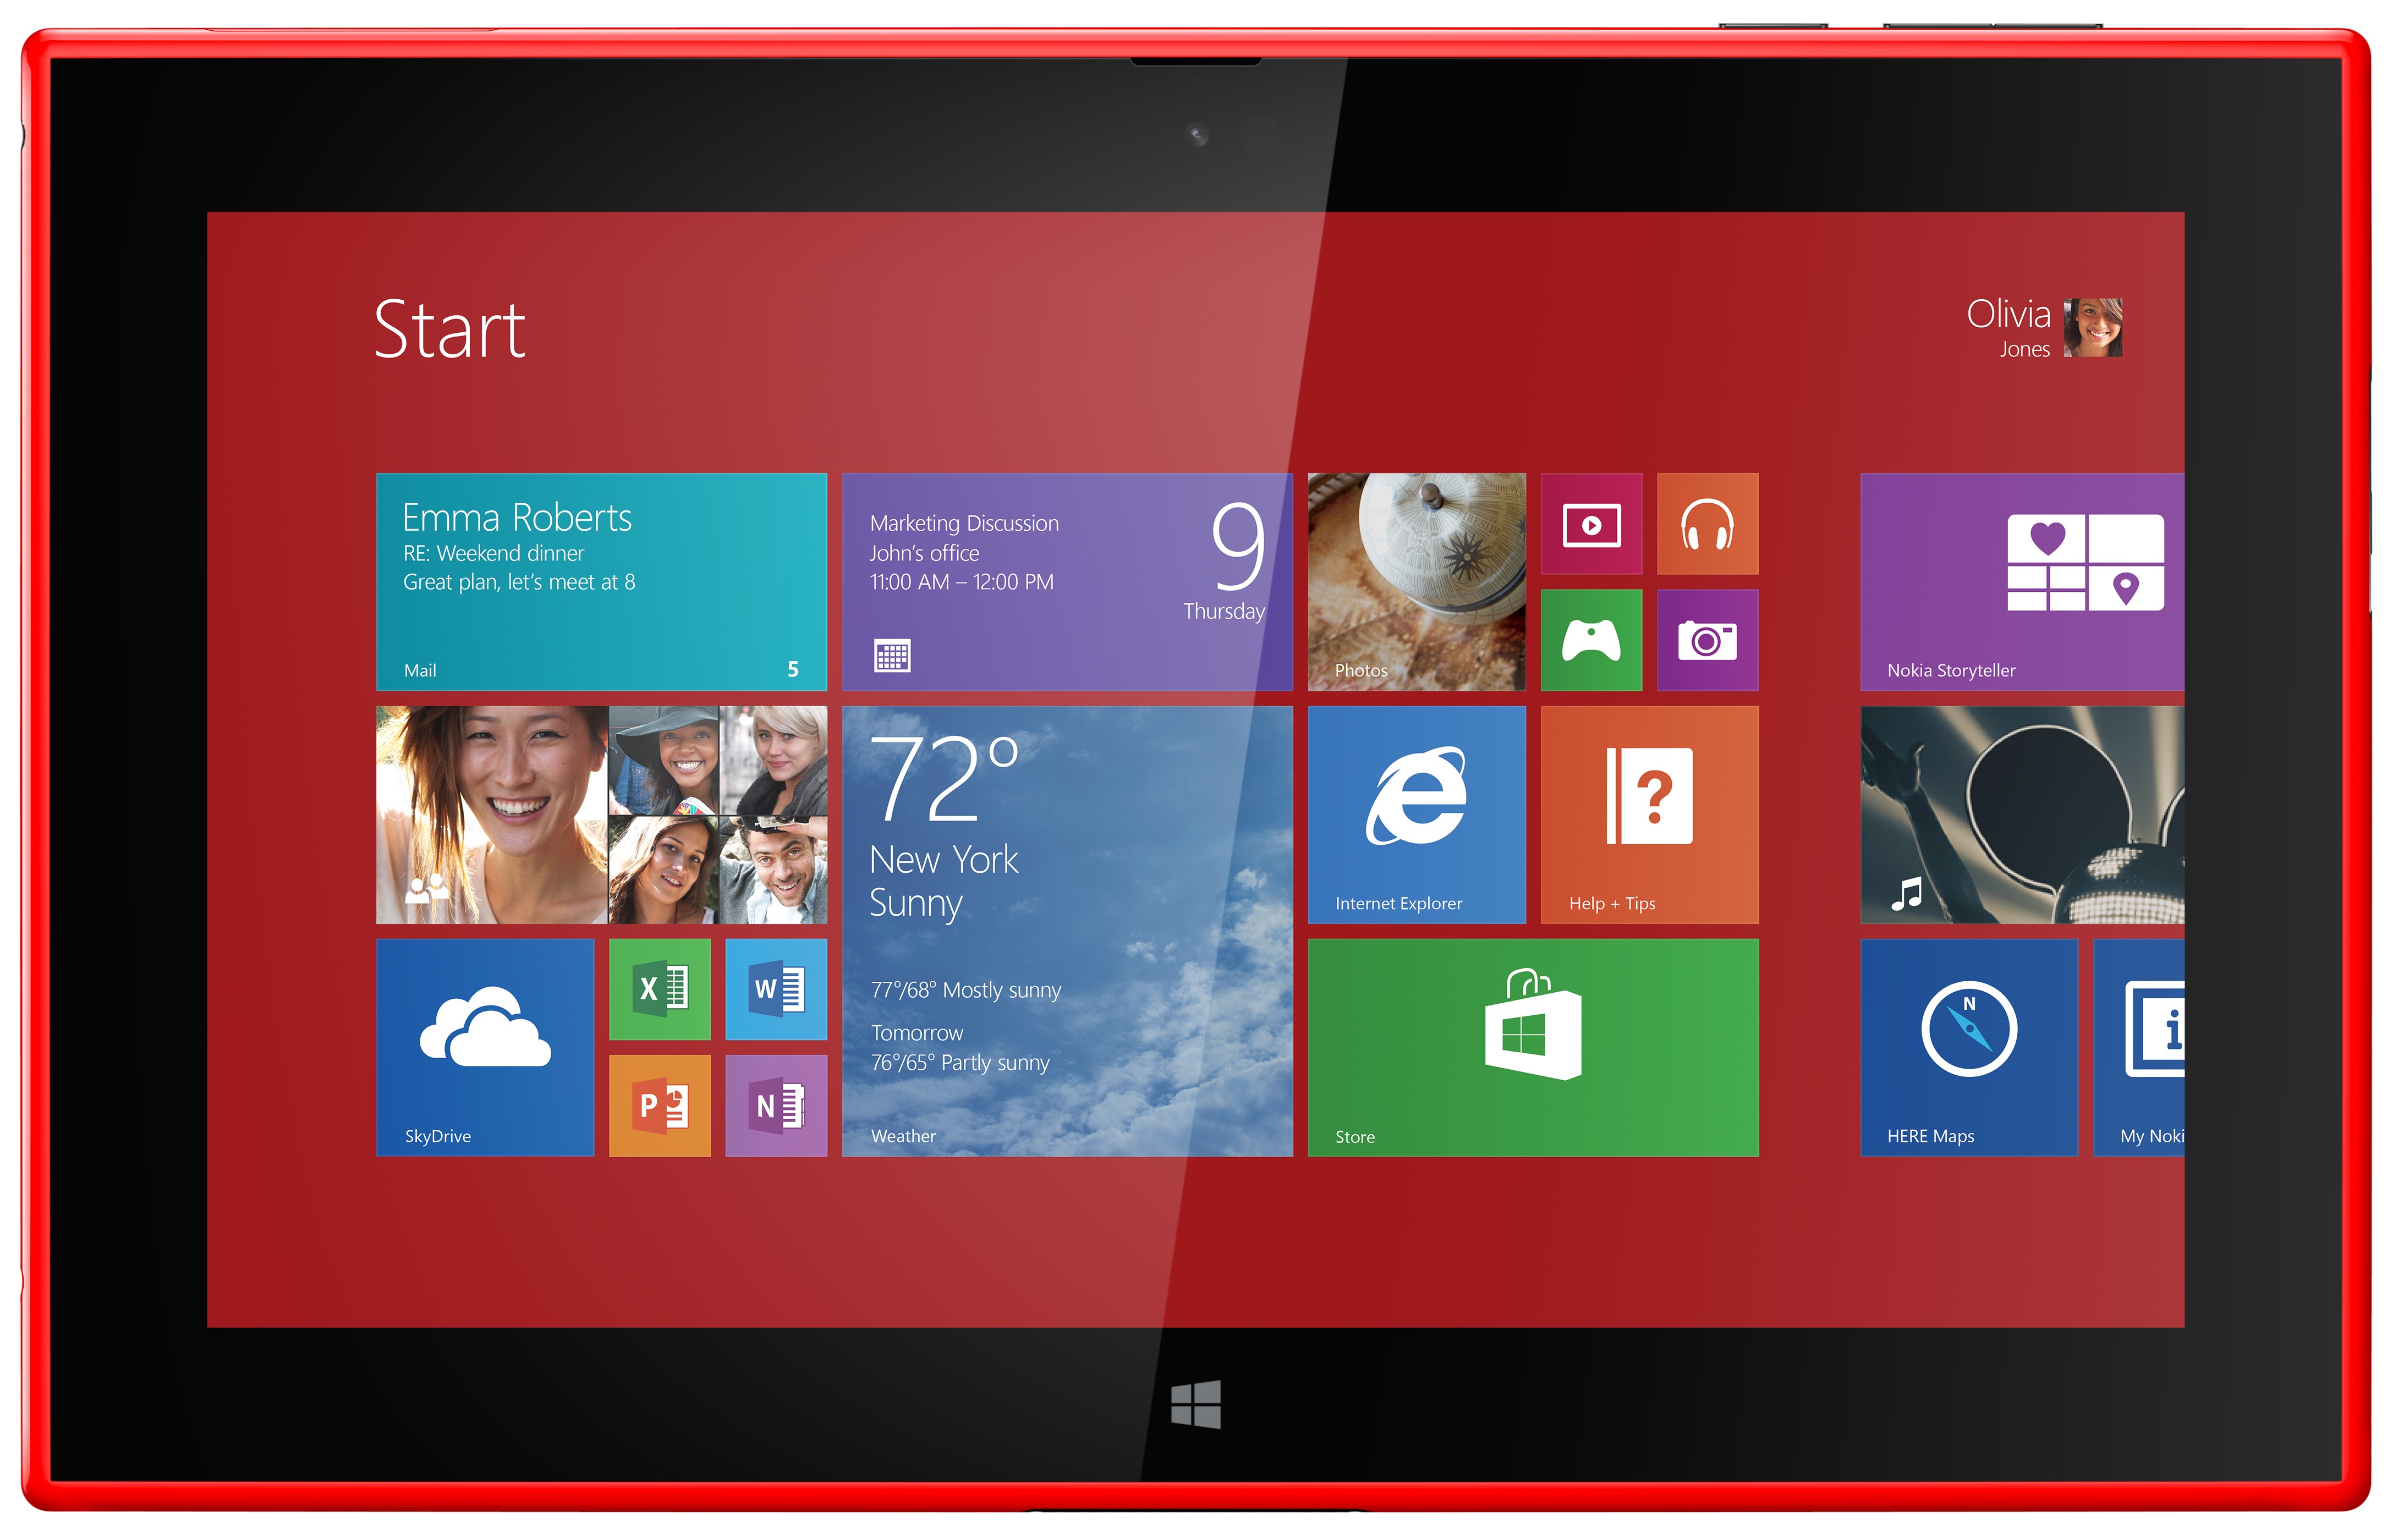 Start
Olivia
Jones
Emma Roberts
RE: Weekend dinner
Great plan, let's meet at 8
Mail
5
Marketing Discussion
John's office
11:00 AM – 12:00 PM
9
Thursday
Photos
Nokia Storyteller
72°
New York
Sunny
77°/68° Mostly sunny
Tomorrow
76°/65° Partly sunny
Weather
Internet Explorer
Help + Tips
SkyDrive
X
W
P
N
Store
N
HERE Maps
My Noki